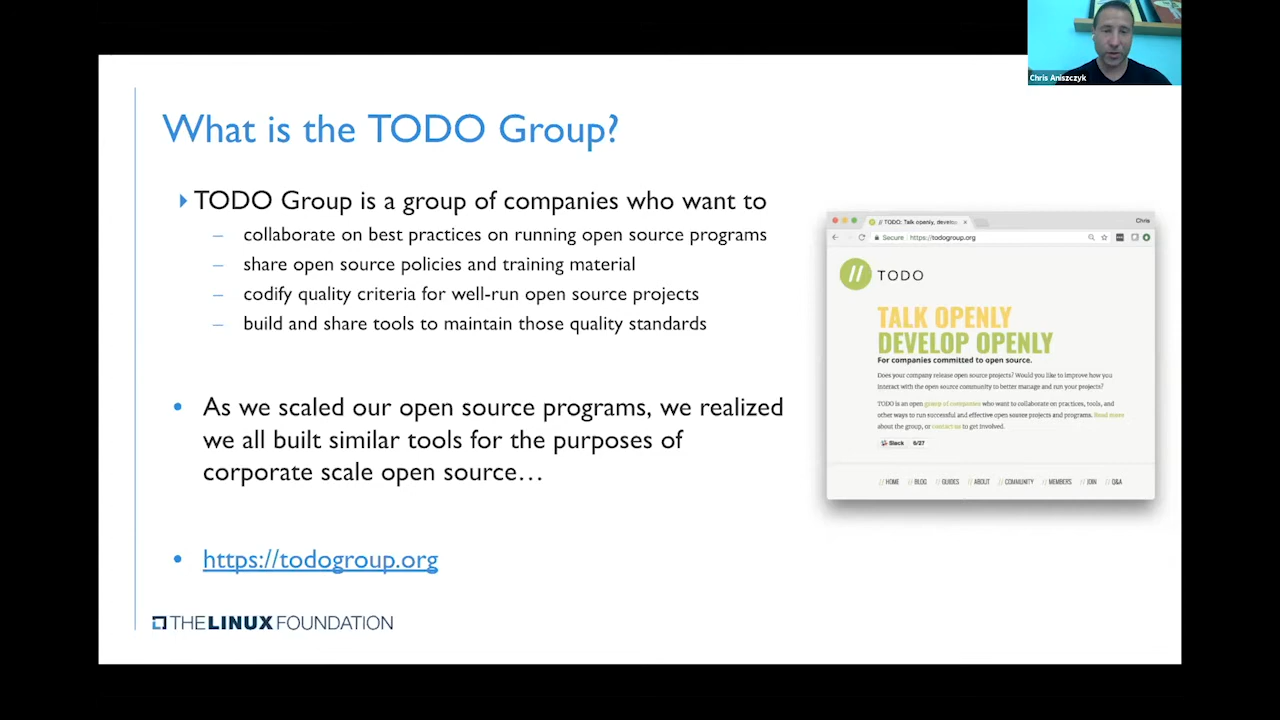 Chris Aniszczyk
What is the TODO Group?
TODO Group is a group of companies who want to
– collaborate on best practices on running open source programs
– share open source policies and training material
– codify quality criteria for well-run open source projects
– build and share tools to maintain those quality standards
• As we scaled our open source programs, we realized
we all built similar tools for the purposes of
corporate scale open source…
• https://todogroup.org
THE LINUX FOUNDATION
// TODO: Talk openly, develo
Chris
Secure https://todogroup.org
// TODO
TALK OPENLY
DEVELOP OPENLY
For companies committed to open source.
Does your company release open source projects? Would you like to improve how you
interact with the open source community to better manage and run your projects?
TODO is an open group of companies who want to collaborate on practices, tools, and
other ways to run successful and effective open source projects and programs. Read more
about the group, or contact us to get involved.
Slack 6/27
// HOME // BLOG // GUIDES // ABOUT // COMMUNITY // MEMBERS // JOIN // Q&A